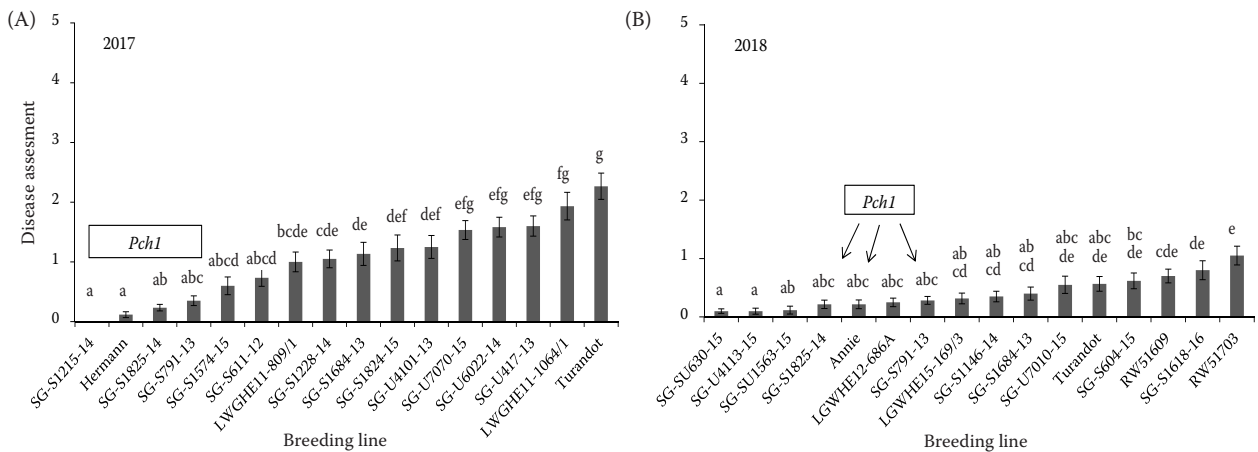 (A)
2017
Disease assesment
5
4
3
2
1
0
Pch1
a
a
ab
abc
abcd
abcd
bcde
cde
de
def
def
efg
efg
efg
fg
g
SG-S1215-14
Hermann
SG-S1825-14
SG-S791-13
SG-S1574-15
SG-S611-12
LWGHE11-809/1
SG-S1228-14
SG-S1684-13
SG-S1824-15
SG-U4101-13
SG-U7070-15
SG-U6022-14
SG-U417-13
LWGHE11-1064/1
Turandot
Breeding line
(B)
2018
5
4
3
2
1
0
Pch1
a
a
ab
abc
abc
abc
abc
ab
cd
ab
cd
ab
cd
abc
de
abc
de
bc
de
cde
de
e
SG-SU630-15
SG-U4113-15
SG-SU1563-15
SG-S1825-14
Annie
LGWHE12-686A
SG-S791-13
LGWHE15-169/3
SG-S1146-14
SG-S1684-13
SG-U7010-15
Turandot
SG-S604-15
RW51609
SG-S1618-16
RW51703
Breeding line